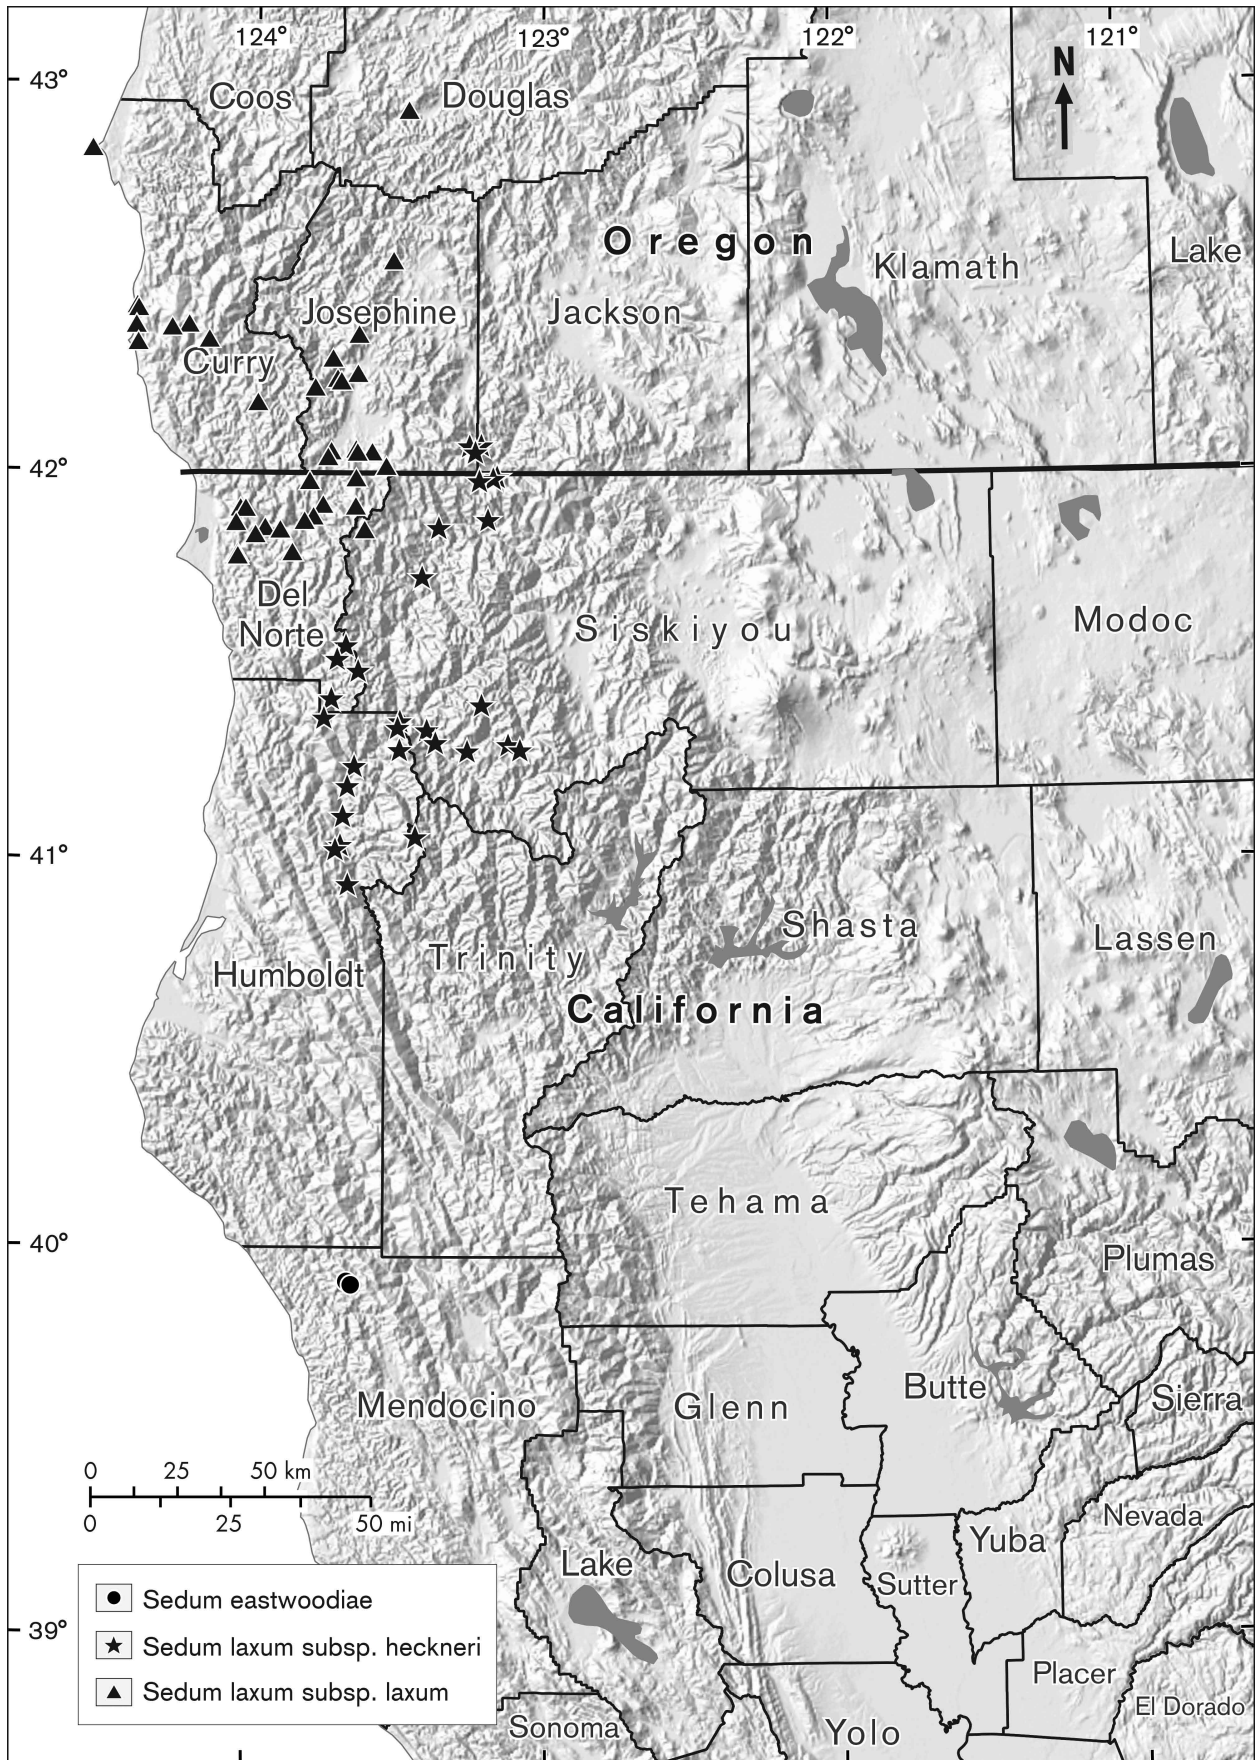 124°
123°
122°
121°
43°
N
Coos
Douglas
Oregon
Lake
Klamath
Josephine
Jackson
Curry
42°
Del
Norte
Siskiyou
Modoc
41°
Shasta
Lassen
Trinity
Humboldt
California
Tehama
40°
Plumas
Butte
Sierra
Mendocino
Glenn
0 25 50 km
0 25 50 mi
Nevada
Yuba
Lake
Colusa
Sutter
39°
Placer
El Dorado
Sonoma
Yolo
Sedum eastwoodiae
Sedum laxum subsp. heckneri
Sedum laxum subsp. laxum